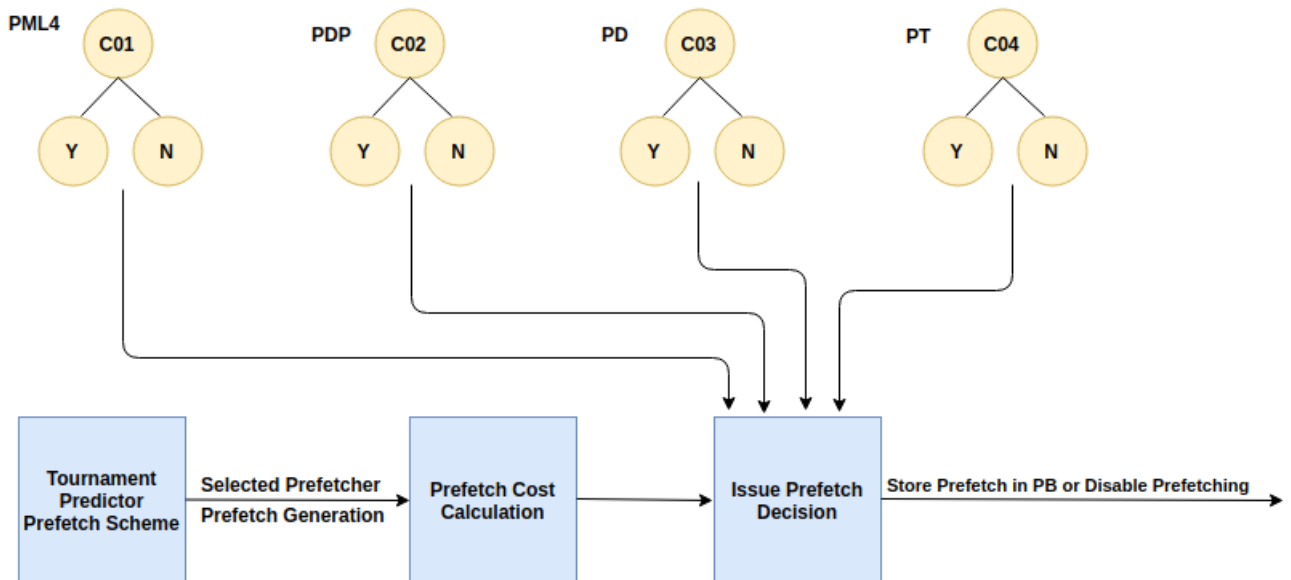 PML4
C01
PDP
C02
PD
C03
PT
C04
Y
N
Y
N
Y
N
Y
N
Tournament
Predictor
Prefetch Scheme
Selected Prefetcher
Prefetch Generation
Prefetch Cost
Calculation
Issue Prefetch
Decision
Store Prefetch in PB or Disable Prefetching